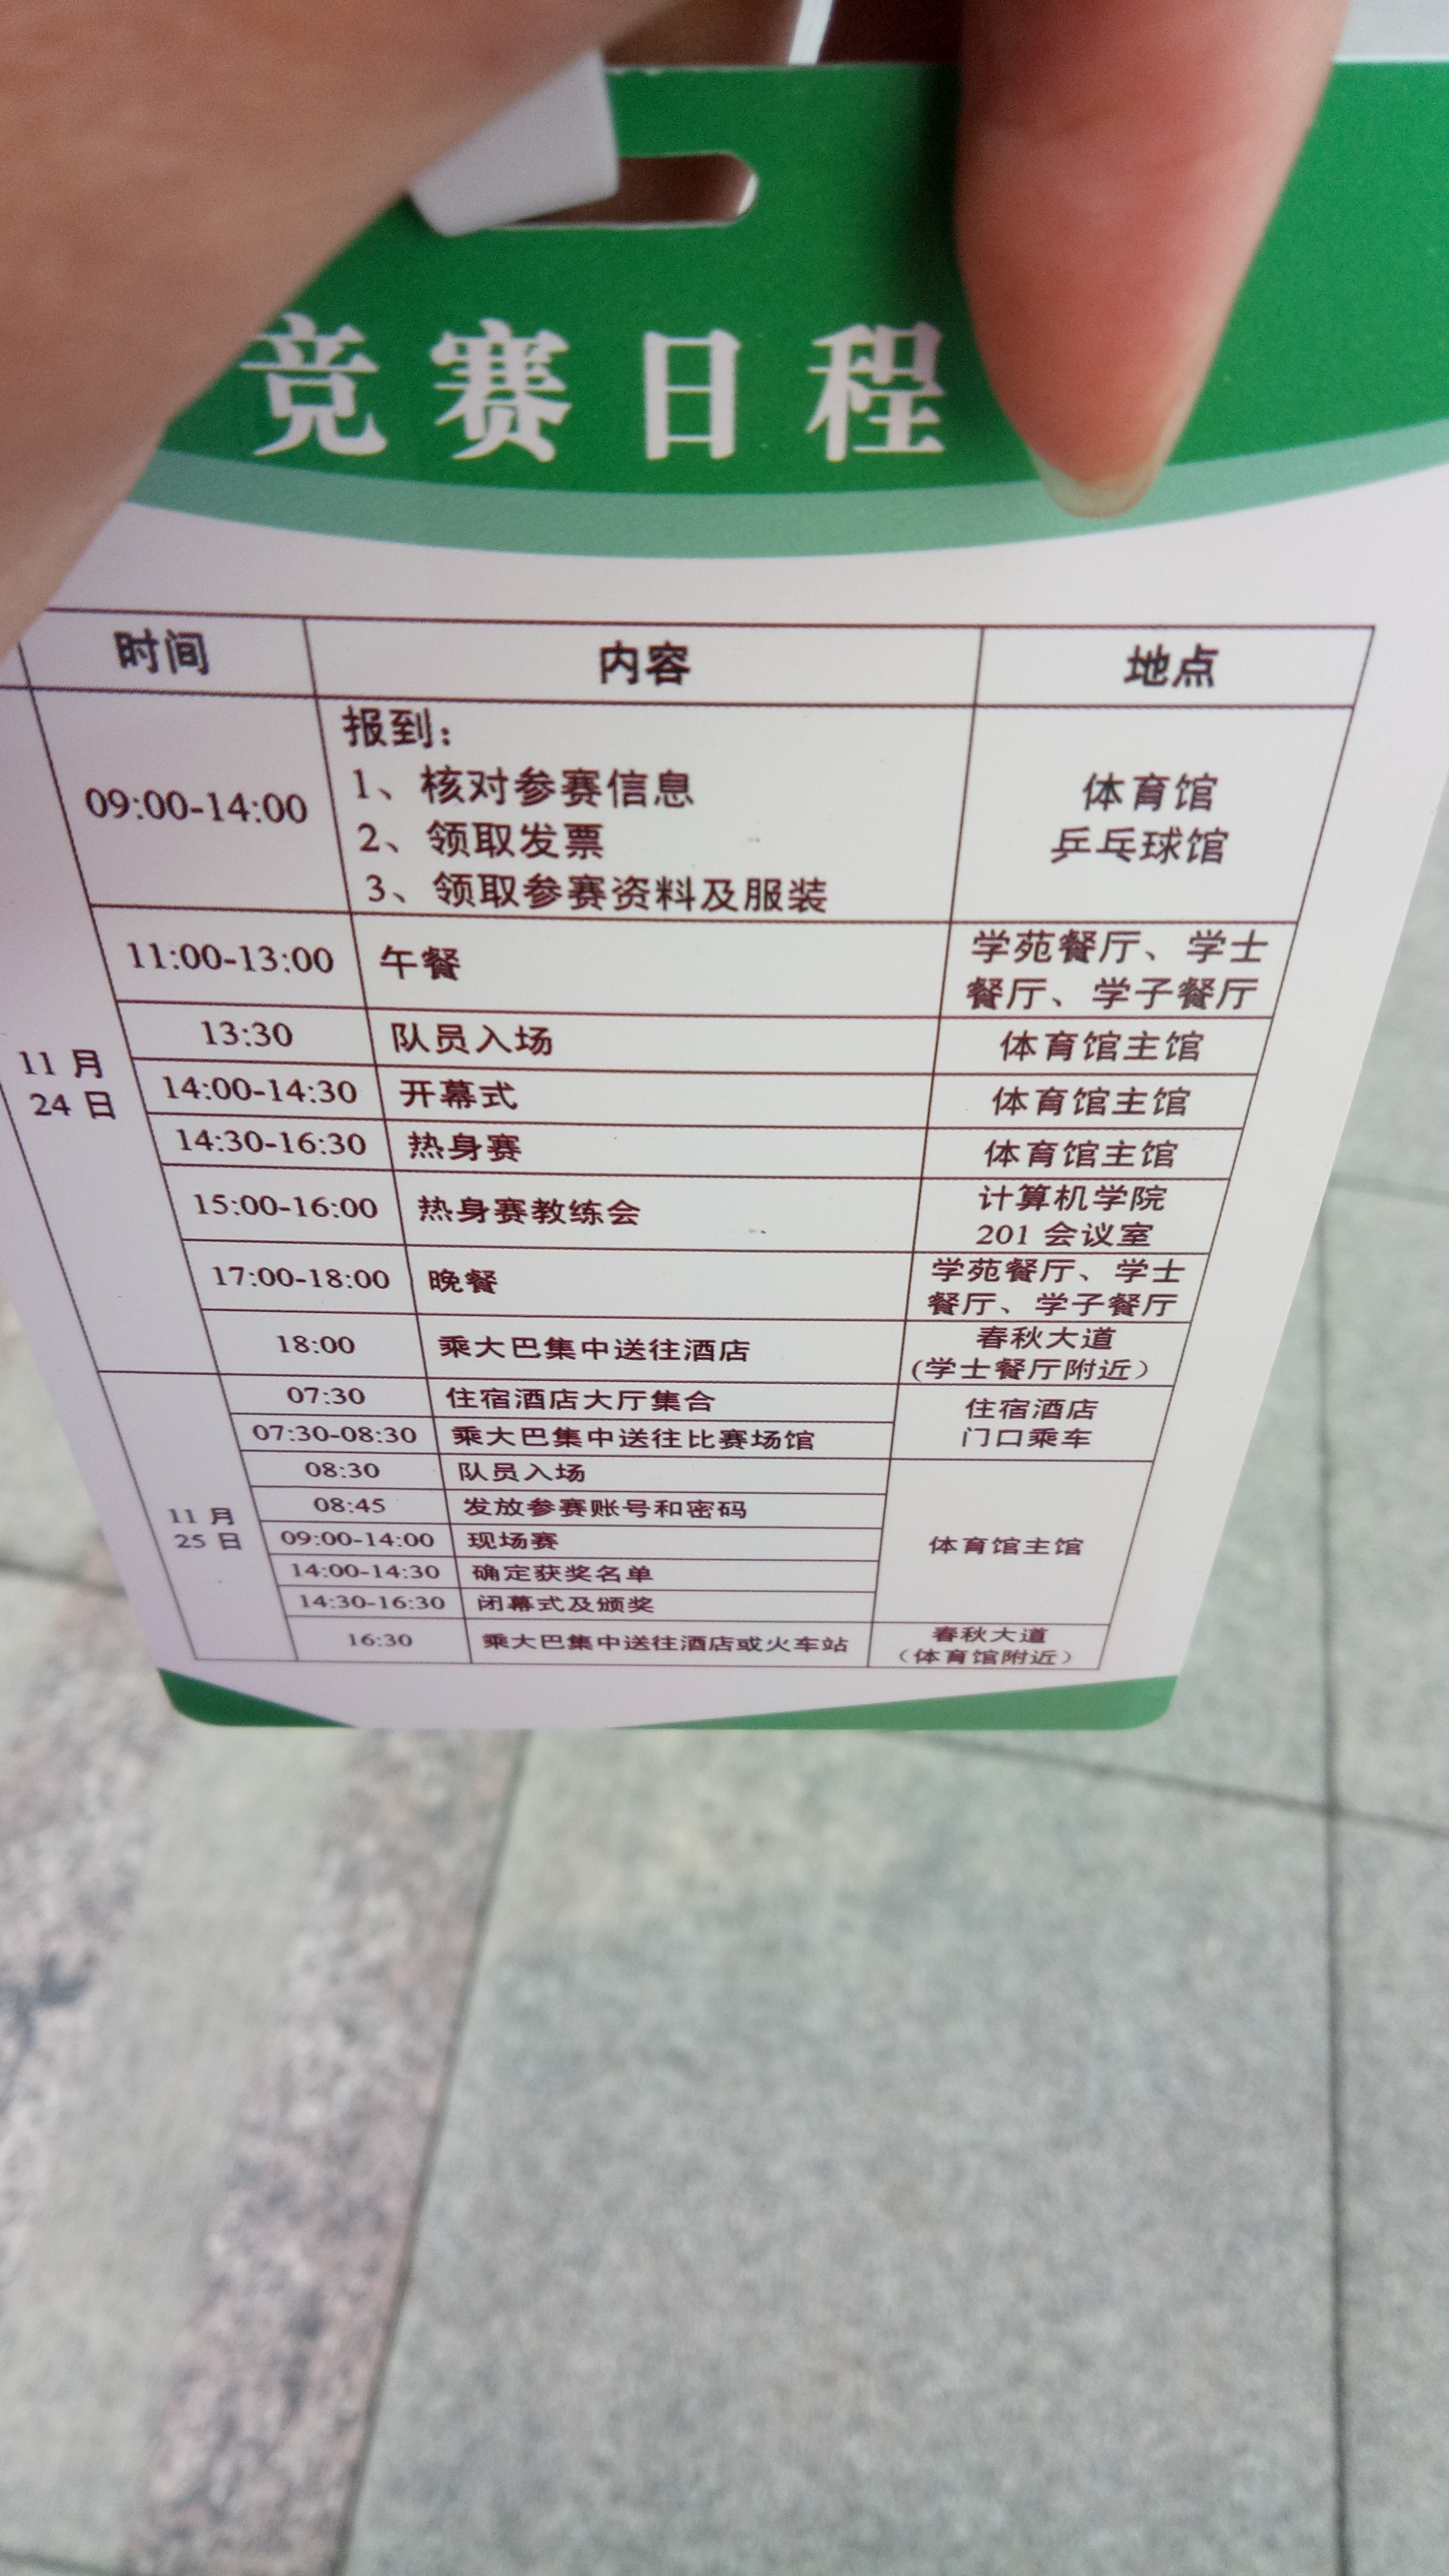 竞赛日程
时间 内容 地点
11月
24日
09:00-14:00
报到：
1、核对参赛信息
2、领取发票
3、领取参赛资料及服装
体育馆
乒乓球馆
11:00-13:00 午餐
学苑餐厅、学士
餐厅、学子餐厅
13:30 队员入场 体育馆主馆
14:00-14:30 开幕式 体育馆主馆
14:30-16:30 热身赛 体育馆主馆
15:00-16:00 热身赛教练会
计算机学院
201 会议室
17:00-18:00 晚餐
学苑餐厅、学士
餐厅、学子餐厅
18:00 乘大巴集中送往酒店
春秋大道
(学士餐厅附近）
11月
25日
07:30 住宿酒店大厅集合
07:30-08:30 乘大巴集中送往比赛场馆
住宿酒店
门口乘车
08:30 队员入场
08:45 发放参赛账号和密码
09:00-14:00 现场赛
14:00-14:30 确定获奖名单
14:30-16:30 闭幕式及颁奖
体育馆主馆
16:30 乘大巴集中送往酒店或火车站
春秋大道
（体育馆附近）